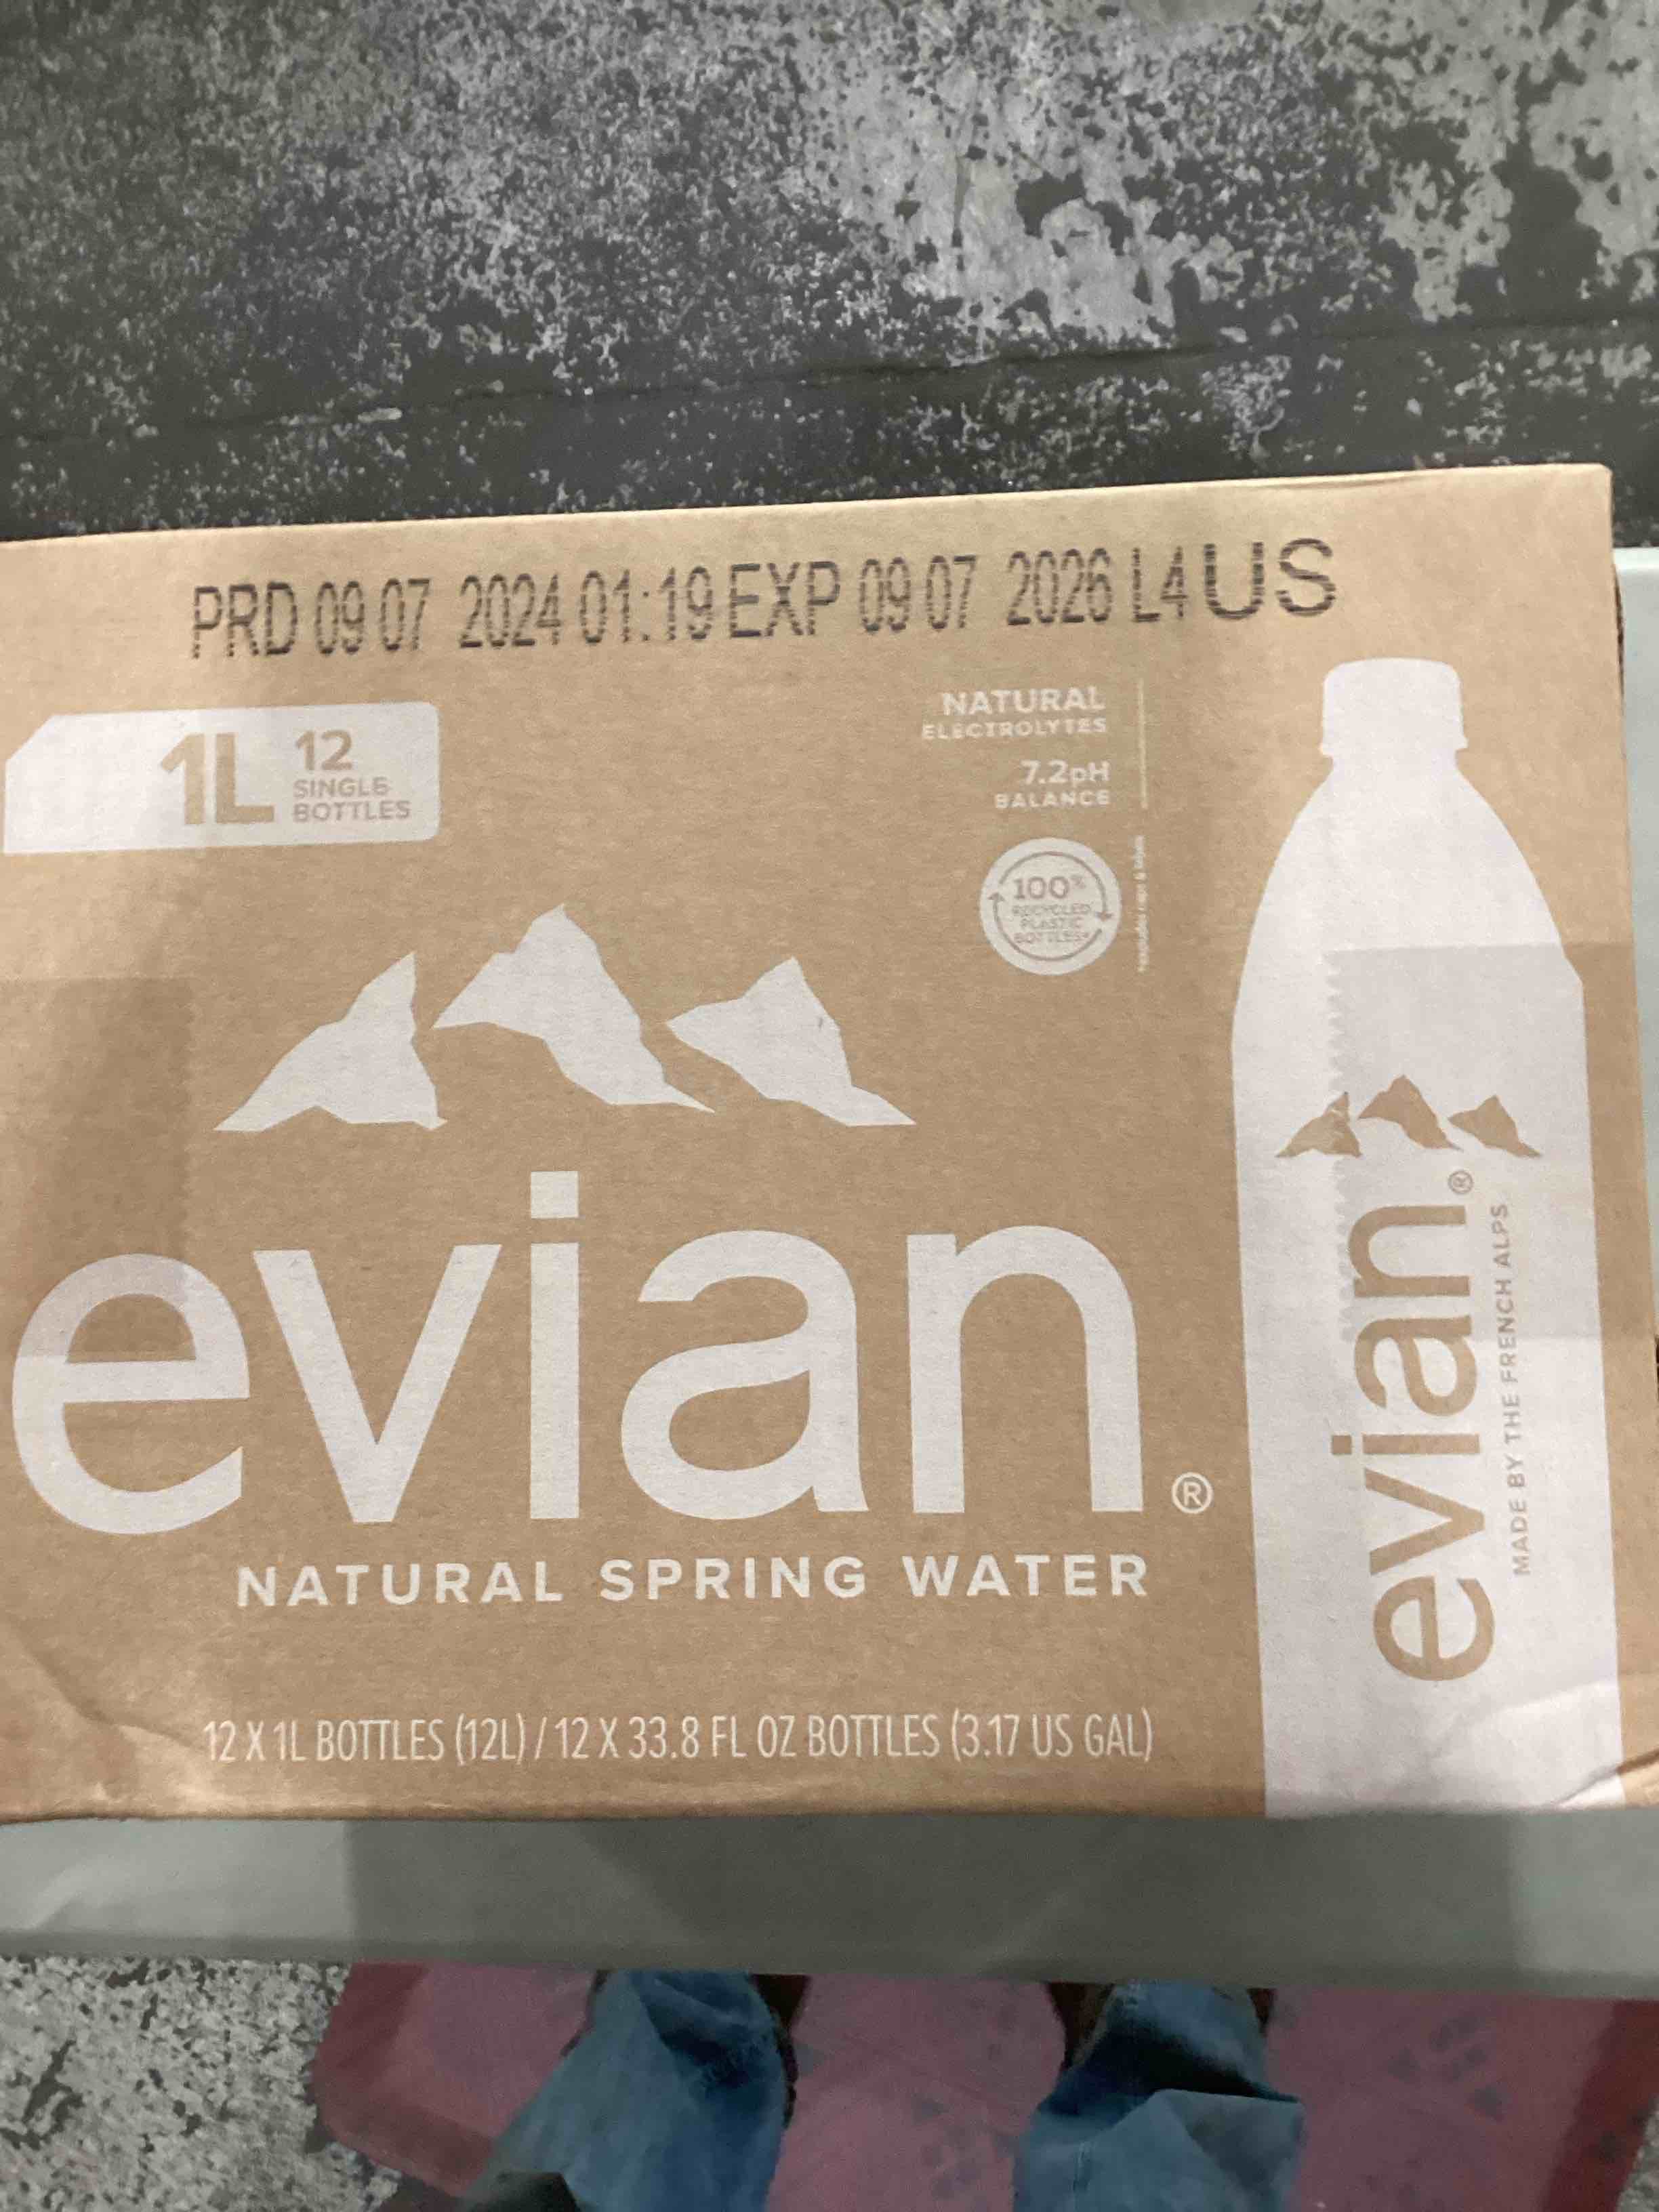 PRD 09 07 2024 01:19 EXP 09 07 2026 L4 US
1L
12
SINGLE
BOTTLES
NATURAL
ELECTROLYTES
7.2pH
BALANCE
100%
RECYCLED
PLASTIC
BOTTLES*
evian®
NATURAL SPRING WATER
12 X 1L BOTTLES (12L) / 12 X 33.8 FL OZ BOTTLES (3.17 US GAL)
evian®
MADE BY THE FRENCH ALPS